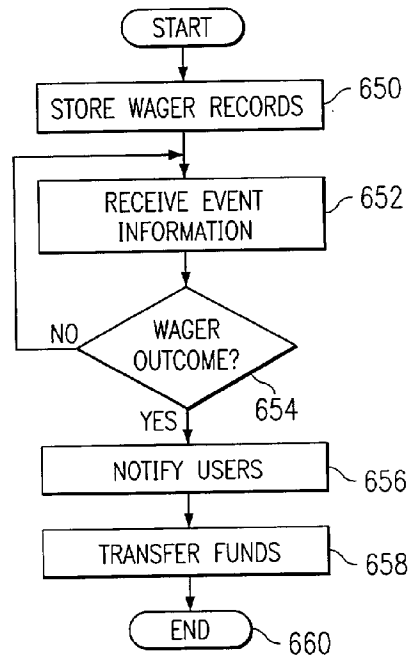 START
STORE WAGER RECORDS
650
RECEIVE EVENT
INFORMATION
652
WAGER
OUTCOME?
NO
654
YES
NOTIFY USERS
656
TRANSFER FUNDS
658
END
660